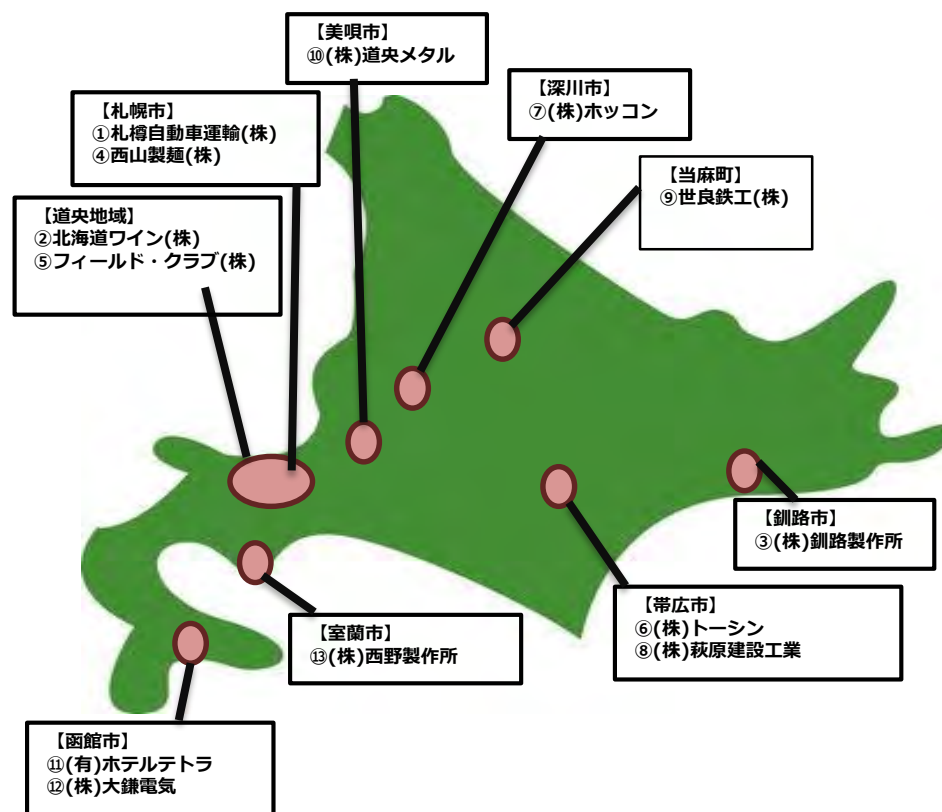 【美唄市】
⑩(株)道央メタル
【深川市】
⑦(株)ホッコン
【札幌市】
①札樽自動車運輸(株)
④西山製麺(株)
【当麻町】
⑨世良鉄工(株)
【道央地域】
②北海道ワイン(株)
⑤フィールド・クラブ(株)
【釧路市】
③(株)釧路製作所
【帯広市】
⑥(株)トーシン
⑧(株)萩原建設工業
【室蘭市】
⑬(株)西野製作所
【函館市】
⑪(有)ホテルテトラ
⑫(株)大鎌電気